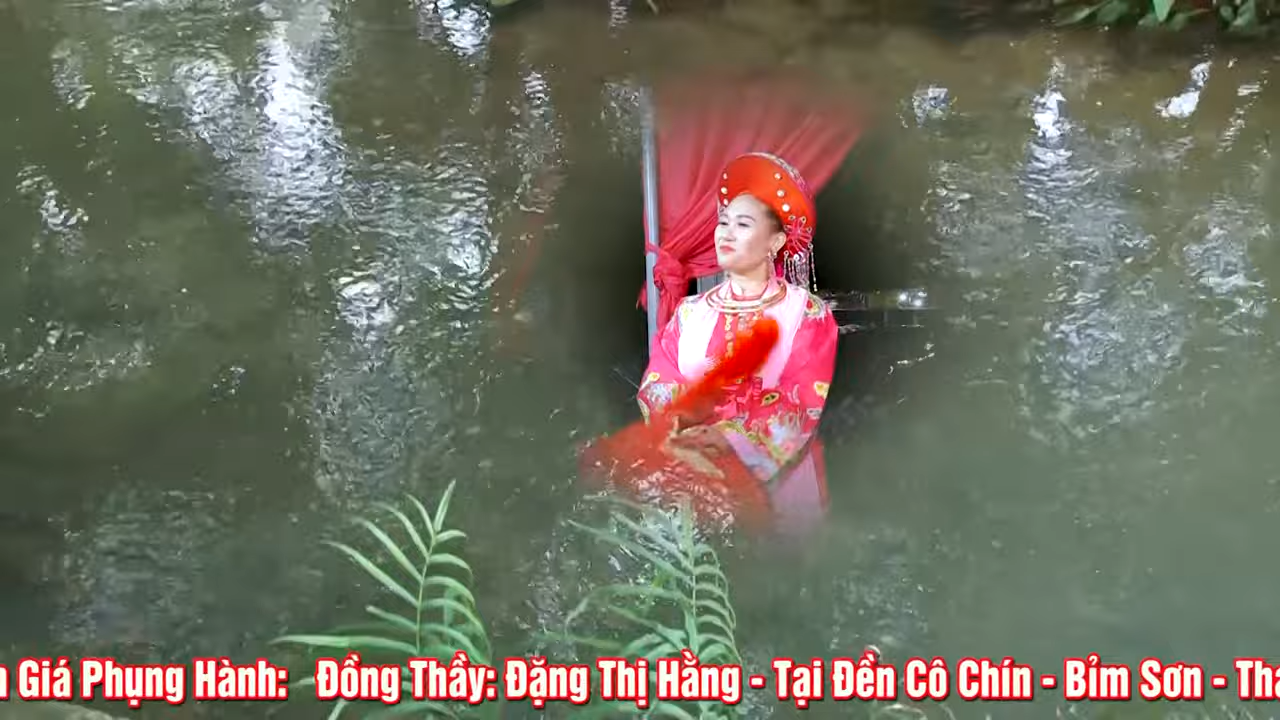 Giá Phụng Hành: Đồng Thầy: Đặng Thị Hằng - Tại Đền Cô Chín - Bỉm Sơn -